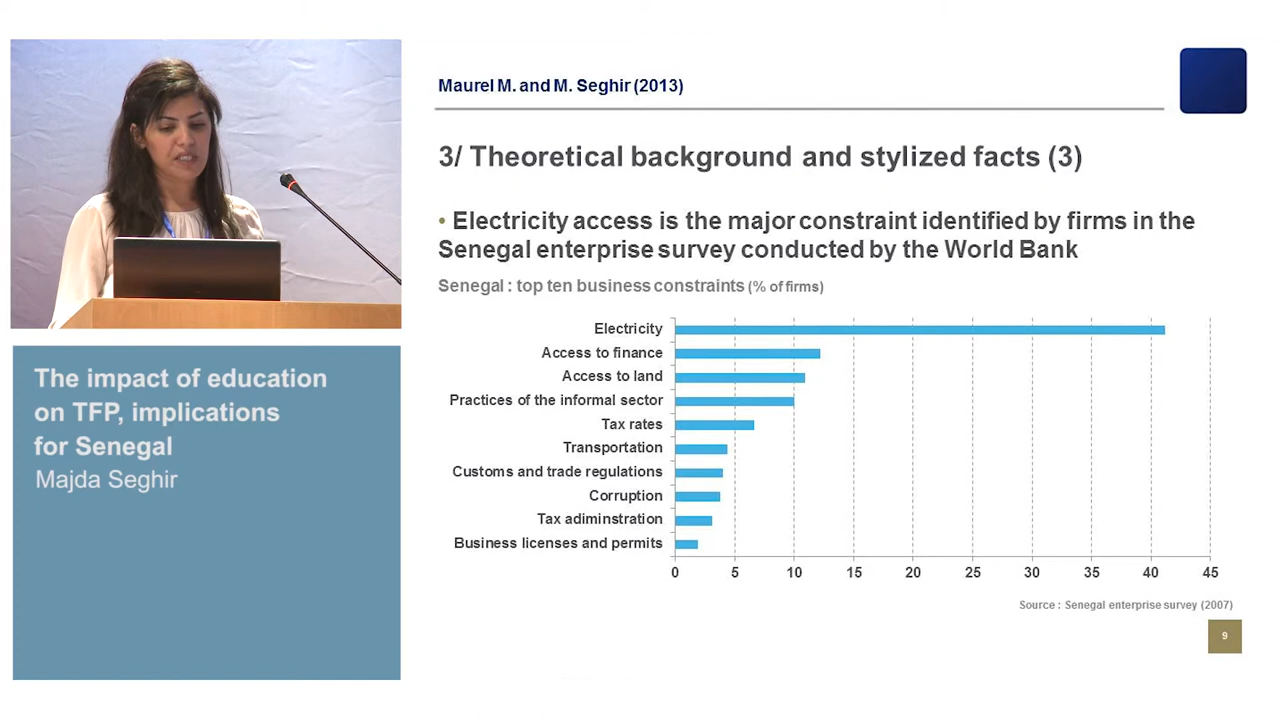 Maurel M. and M. Seghir (2013)
3/ Theoretical background and stylized facts (3)
• Electricity access is the major constraint identified by firms in the
Senegal enterprise survey conducted by the World Bank
Senegal : top ten business constraints (% of firms)
Electricity
Access to finance
Access to land
Practices of the informal sector
Tax rates
Transportation
Customs and trade regulations
Corruption
Tax adiminstration
Business licenses and permits
0 5 10 15 20 25 30 35 40 45
Source : Senegal enterprise survey (2007)
9
The impact of education
on TFP, implications
for Senegal
Majda Seghir